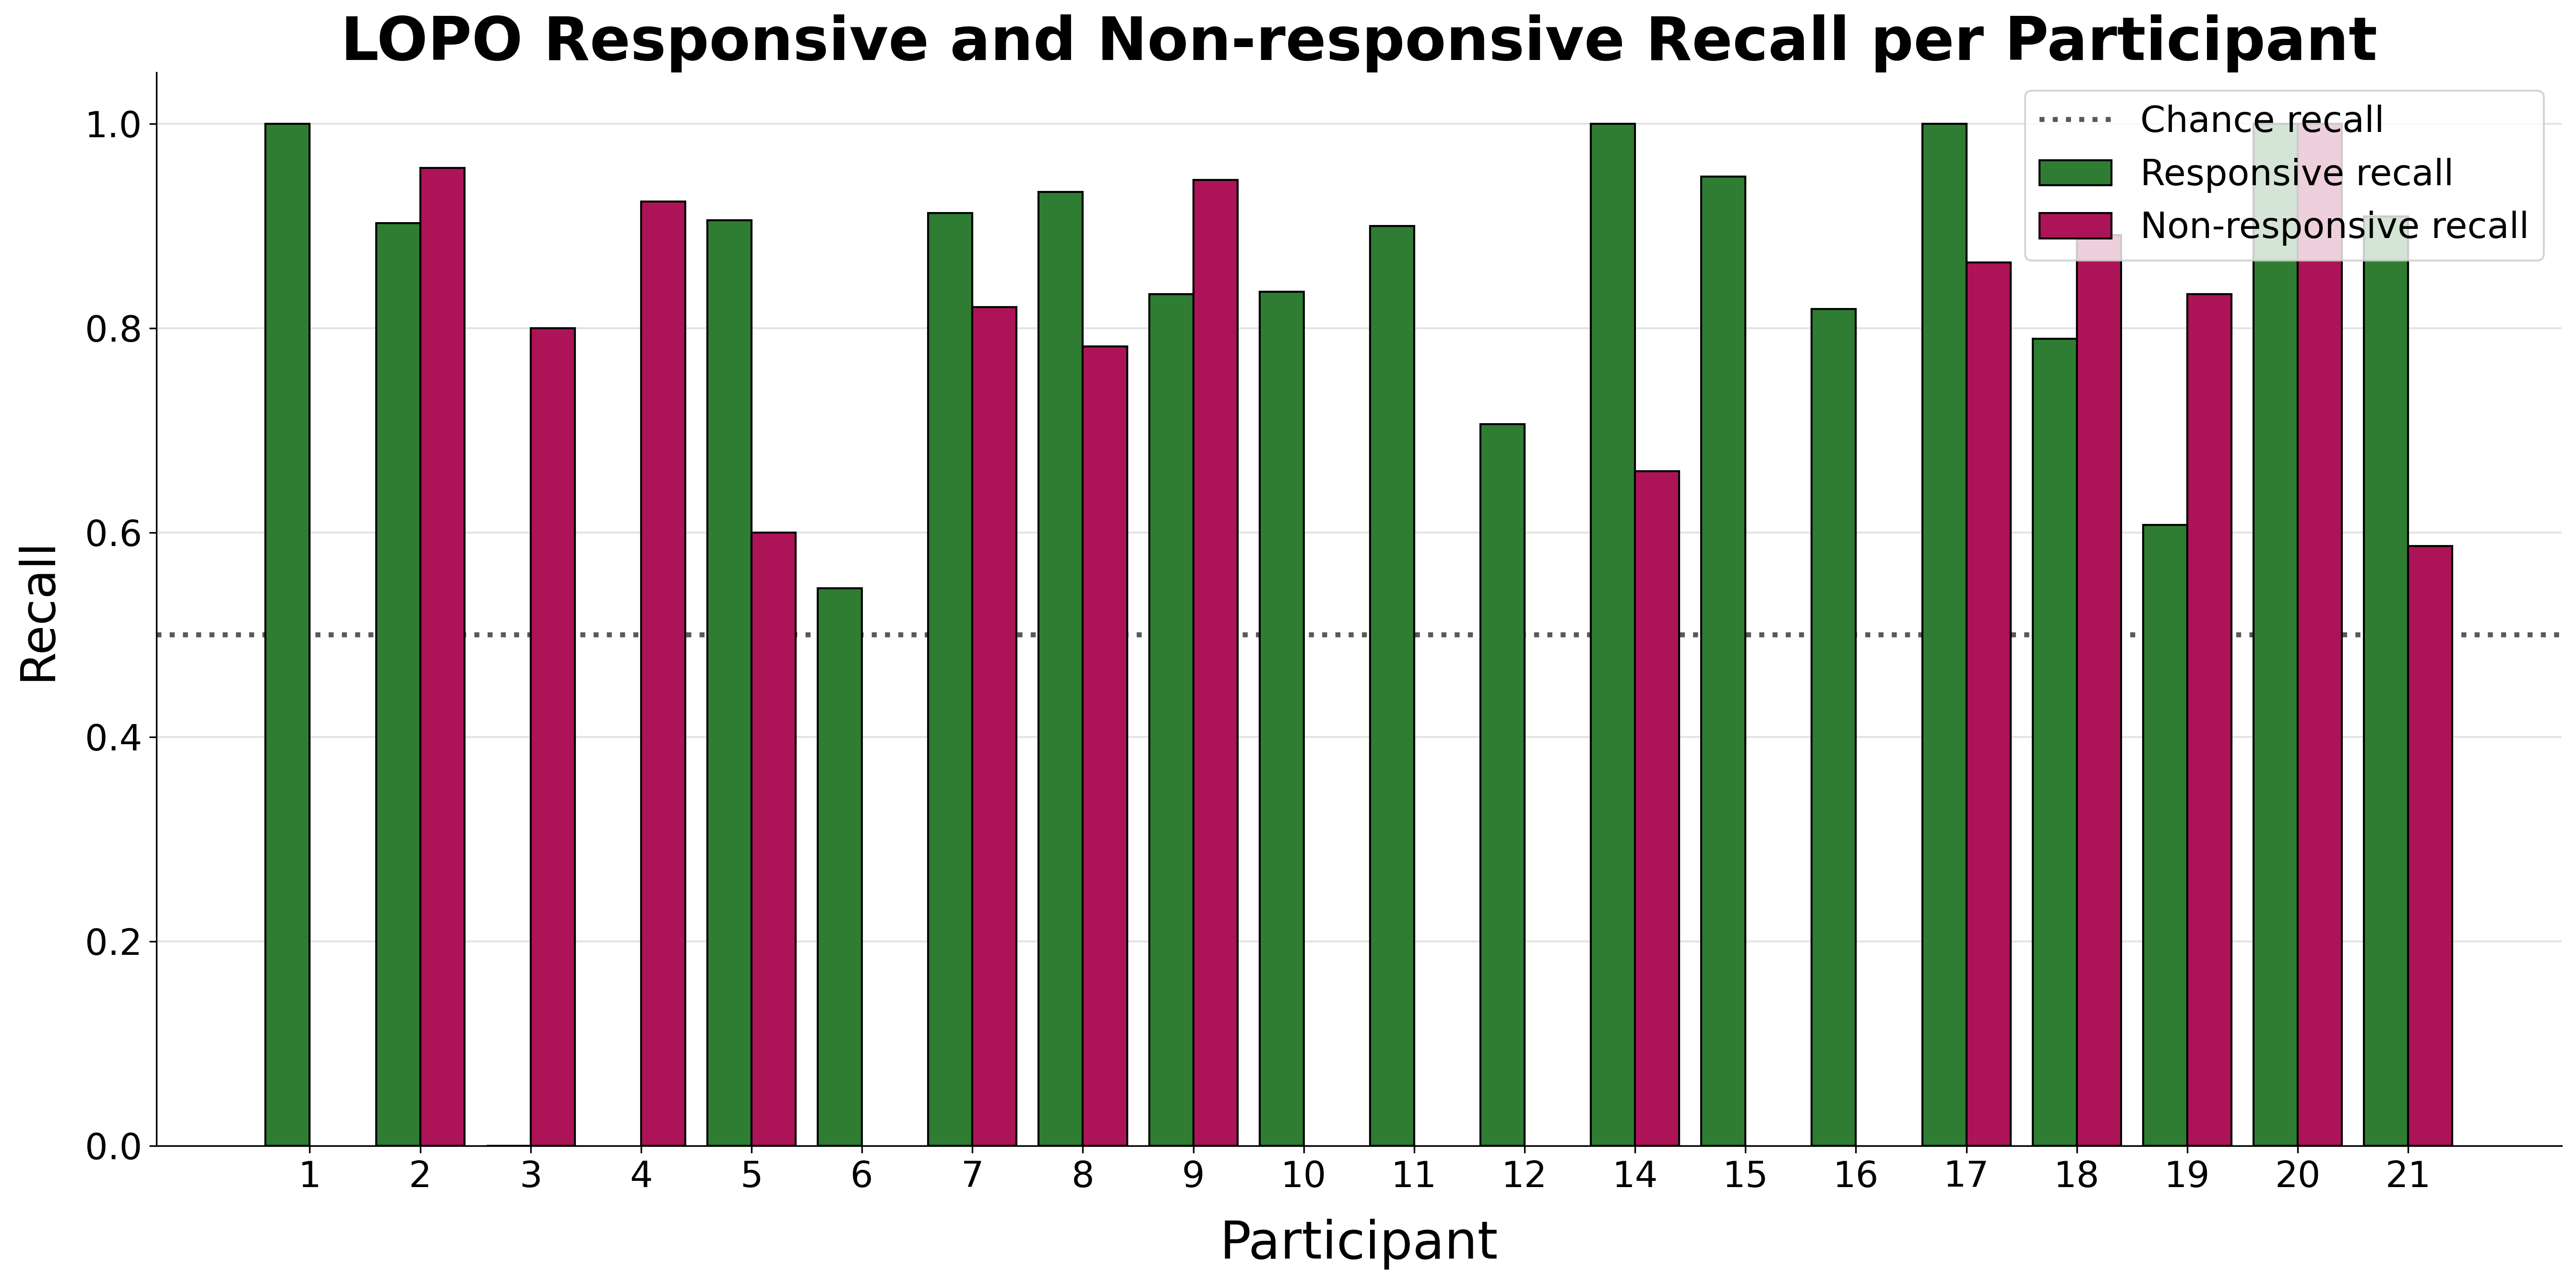 LOPO Responsive and Non-responsive Recall per Participant
Chance recall
Responsive recall
Non-responsive recall
Recall
1.0
0.8
0.6
0.4
0.2
0.0
1 2 3 4 5 6 7 8 9 10 11 12 14 15 16 17 18 19 20 21
Participant